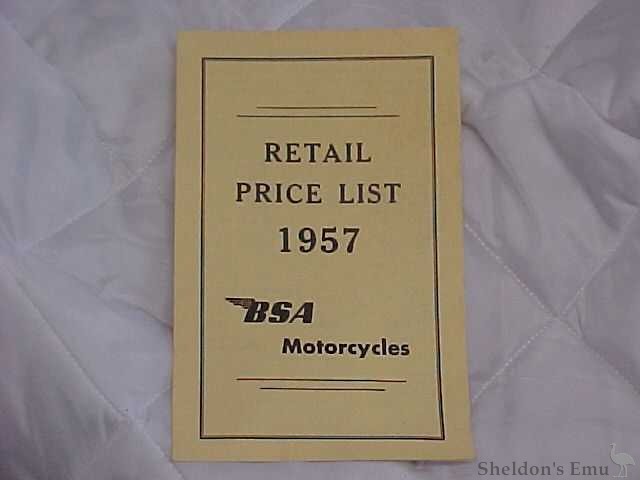 RETAIL
PRICE LIST
1957
BSA
Motorcycles
Sheldon's Emu